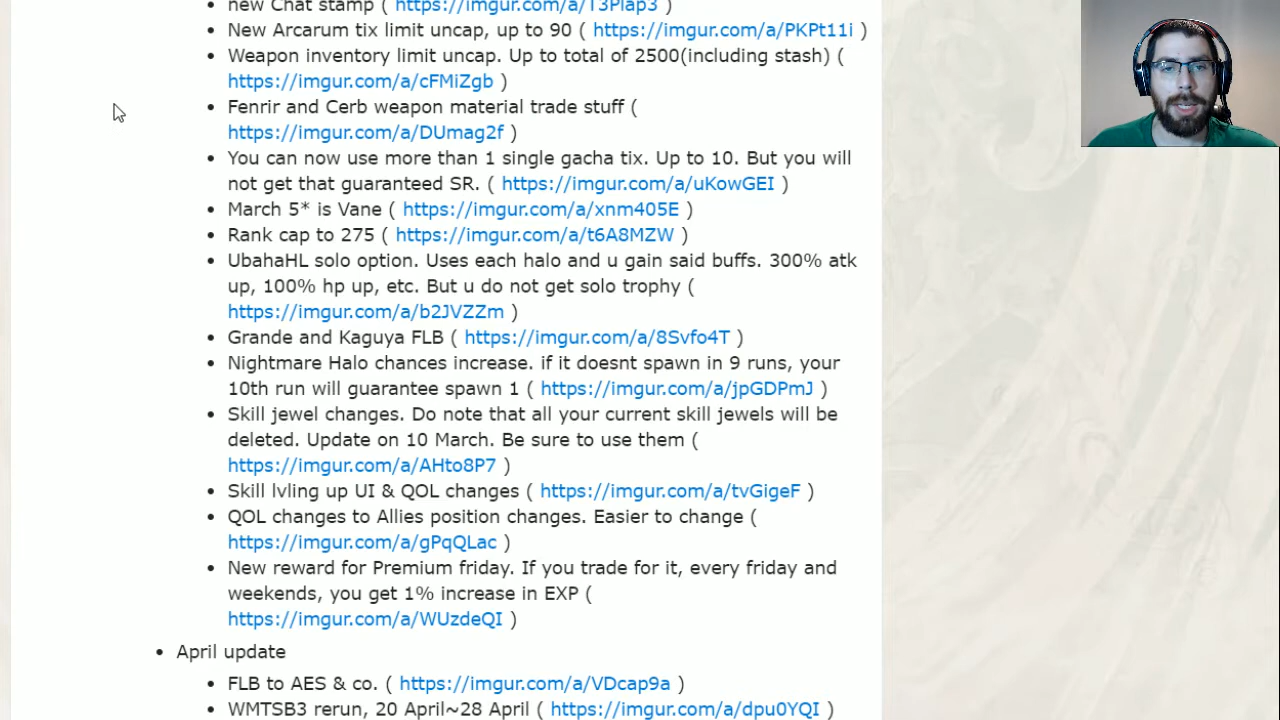 new Chat stamp ( https://imgur.com/a/T3Plap3 )
New Arcarum tix limit uncap, up to 90 ( https://imgur.com/a/PKPt11i )
Weapon inventory limit uncap. Up to total of 2500(including stash) (
https://imgur.com/a/cFMiZgb )
Fenrir and Cerb weapon material trade stuff (
https://imgur.com/a/DUmag2f )
You can now use more than 1 single gacha tix. Up to 10. But you will
not get that guaranteed SR. ( https://imgur.com/a/uKowGEI )
March 5* is Vane ( https://imgur.com/a/xnm405E )
Rank cap to 275 ( https://imgur.com/a/t6A8MZW )
UbahaHL solo option. Uses each halo and u gain said buffs. 300% atk
up, 100% hp up, etc. But u do not get solo trophy (
https://imgur.com/a/b2JVZZm )
Grande and Kaguya FLB ( https://imgur.com/a/8Svfo4T )
Nightmare Halo chances increase. if it doesnt spawn in 9 runs, your
10th run will guarantee spawn 1 ( https://imgur.com/a/jpGDPmJ )
Skill jewel changes. Do note that all your current skill jewels will be
deleted. Update on 10 March. Be sure to use them (
https://imgur.com/a/AHto8P7 )
Skill lvling up UI & QOL changes ( https://imgur.com/a/tvGigeF )
QOL changes to Allies position changes. Easier to change (
https://imgur.com/a/gPqQLac )
New reward for Premium friday. If you trade for it, every friday and
weekends, you get 1% increase in EXP (
https://imgur.com/a/WUzdeQI )
April update
FLB to AES & co. ( https://imgur.com/a/VDcap9a )
WMTSB3 rerun, 20 April~28 April ( https://imgur.com/a/dpu0YQI )